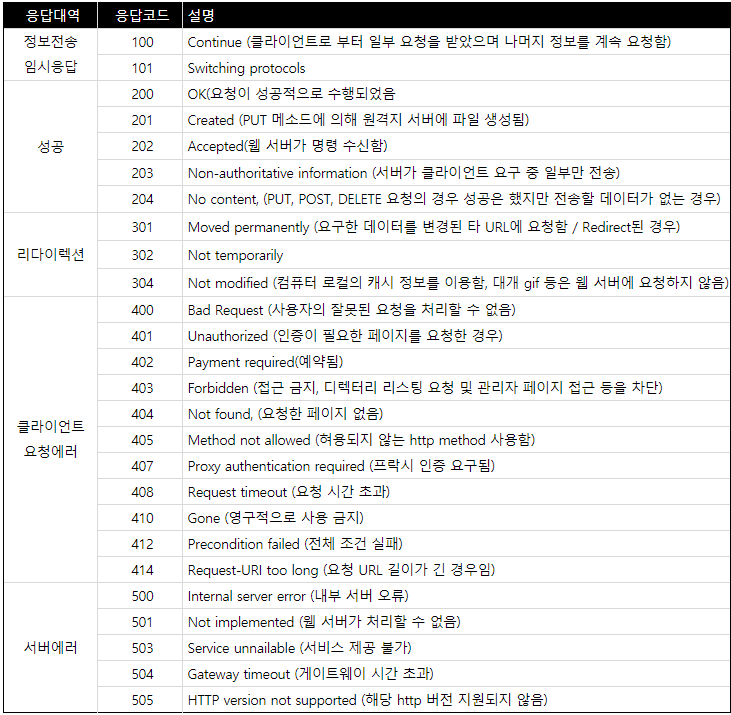 응답대역 응답코드 설명
정보전송 임시응답
100 Continue (클라이언트로 부터 일부 요청을 받았으며 나머지 정보를 계속 요청함)
101 Switching protocols
성공
200 OK(요청이 성공적으로 수행되었음
201 Created (PUT 메소드에 의해 원격지 서버에 파일 생성됨)
202 Accepted(웹 서버가 명령 수신함)
203 Non-authoritative information (서버가 클라이언트 요구 중 일부만 전송)
204 No content, (PUT, POST, DELETE 요청의 경우 성공은 했지만 전송할 데이터가 없는 경우)
리다이렉션
301 Moved permanently (요구한 데이터를 변경된 타 URL에 요청함 / Redirect된 경우)
302 Not temporarily
304 Not modified (컴퓨터 로컬의 캐시 정보를 이용함, 대개 gif 등은 웹 서버에 요청하지 않음)
클라이언트 요청에러
400 Bad Request (사용자의 잘못된 요청을 처리할 수 없음)
401 Unauthorized (인증이 필요한 페이지를 요청한 경우)
402 Payment required(예약됨)
403 Forbidden (접근 금지, 디렉터리 리스팅 요청 및 관리자 페이지 접근 등을 차단)
404 Not found, (요청한 페이지 없음)
405 Method not allowed (허용되지 않는 http method 사용함)
407 Proxy authentication required (프락시 인증 요구됨)
408 Request timeout (요청 시간 초과)
410 Gone (영구적으로 사용 금지)
412 Precondition failed (전체 조건 실패)
414 Request-URI too long (요청 URL 길이가 긴 경우임)
서버에러
500 Internal server error (내부 서버 오류)
501 Not implemented (웹 서버가 처리할 수 없음)
503 Service unnailable (서비스 제공 불가)
504 Gateway timeout (게이트웨이 시간 초과)
505 HTTP version not supported (해당 http 버전 지원되지 않음)